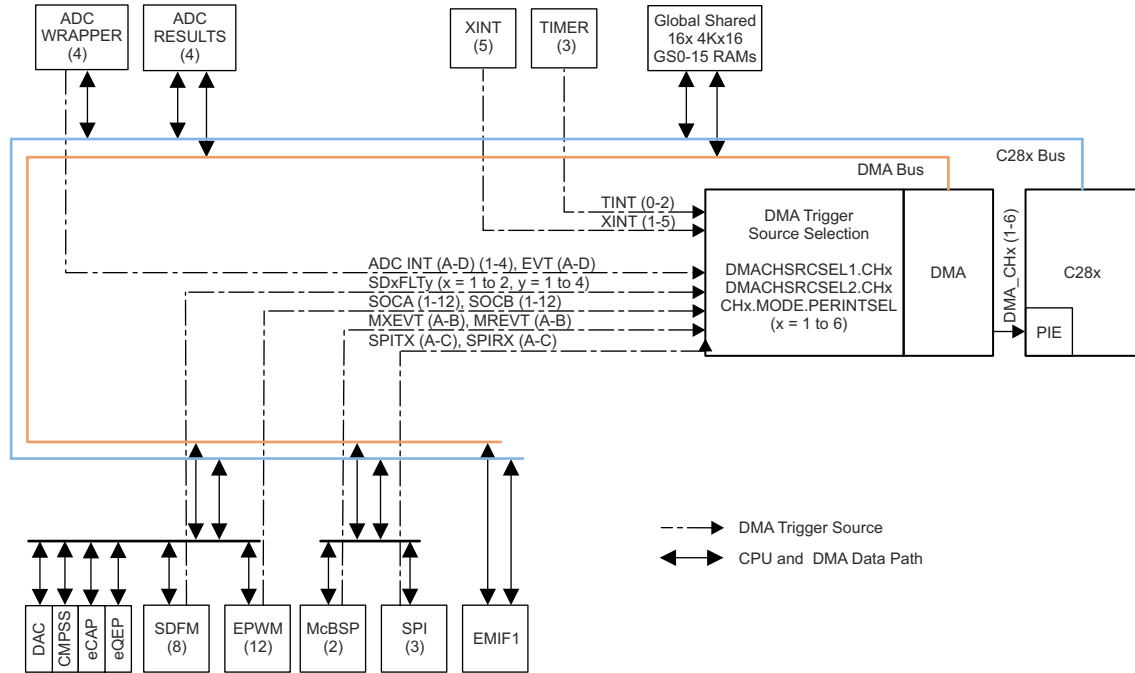 ADC
WRAPPER
(4)
ADC
RESULTS
(4)
XINT
(5)
TIMER
(3)
Global Shared
16x 4Kx16
GS0-15 RAMs
C28x Bus
DMA Bus
TINT (0-2)
XINT (1-5)
ADC INT (A-D) (1-4), EVT (A-D)
SDxFLTy (x = 1 to 2, y = 1 to 4)
SOCA (1-12), SOCB (1-12)
MXEVT (A-B), MREVT (A-B)
SPITX (A-C), SPIRX (A-C)
DMA Trigger
Source Selection
DMACHSRCSEL1.CHx
DMACHSRCSEL2.CHx
CHx.MODE.PERINTSEL
(x = 1 to 6)
DMA
DMA_CHx (1-6)
C28x
PIE
DMA Trigger Source
CPU and DMA Data Path
DAC
CMPSS
eCAP
eQEP
SDFM
(8)
EPWM
(12)
McBSP
(2)
SPI
(3)
EMIF1